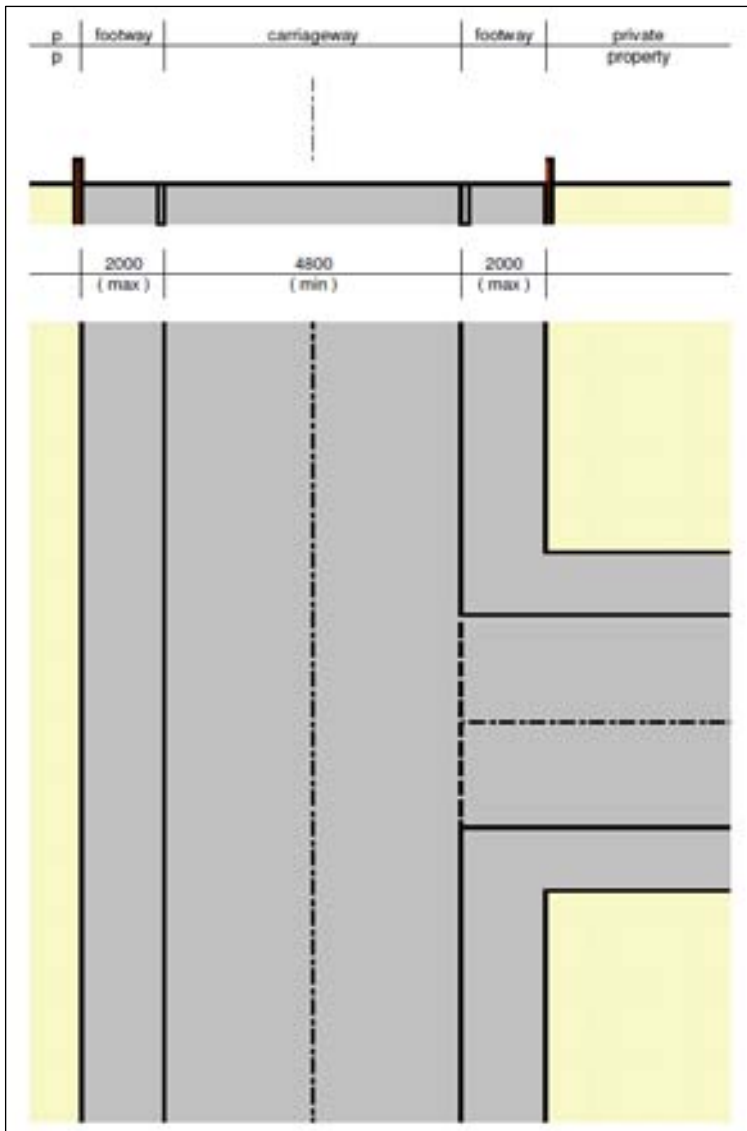 p footway carriageway footway private
p property
2000 4800 2000
( max ) ( min ) ( max )